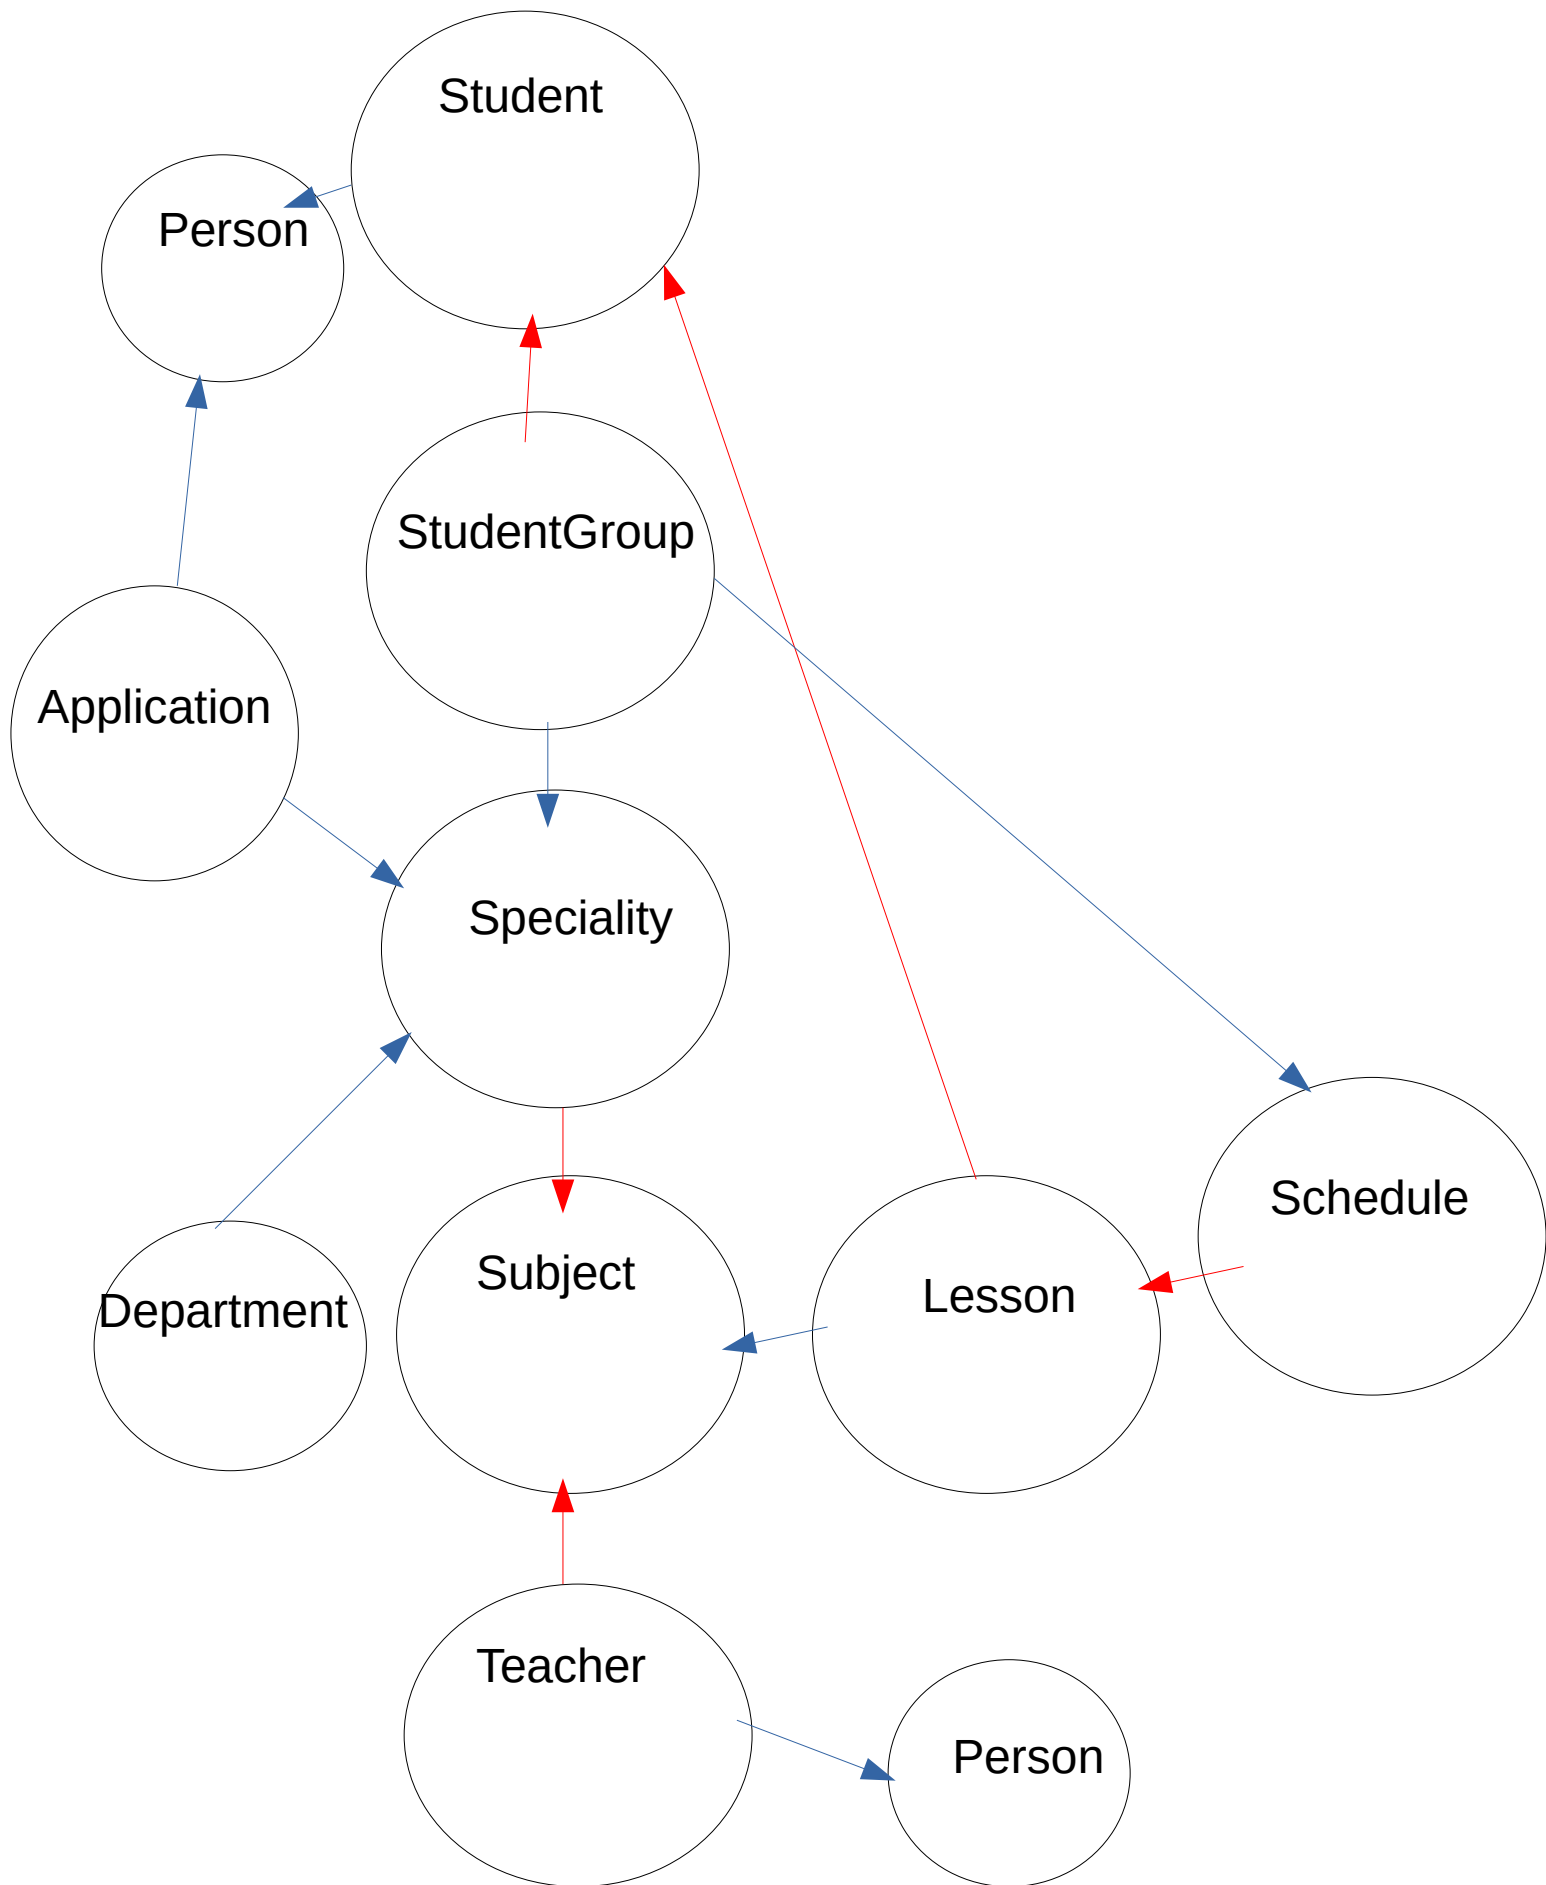 Student
Person
StudentGroup
Application
Speciality
Schedule
Subject
Lesson
Department
Teacher
Person